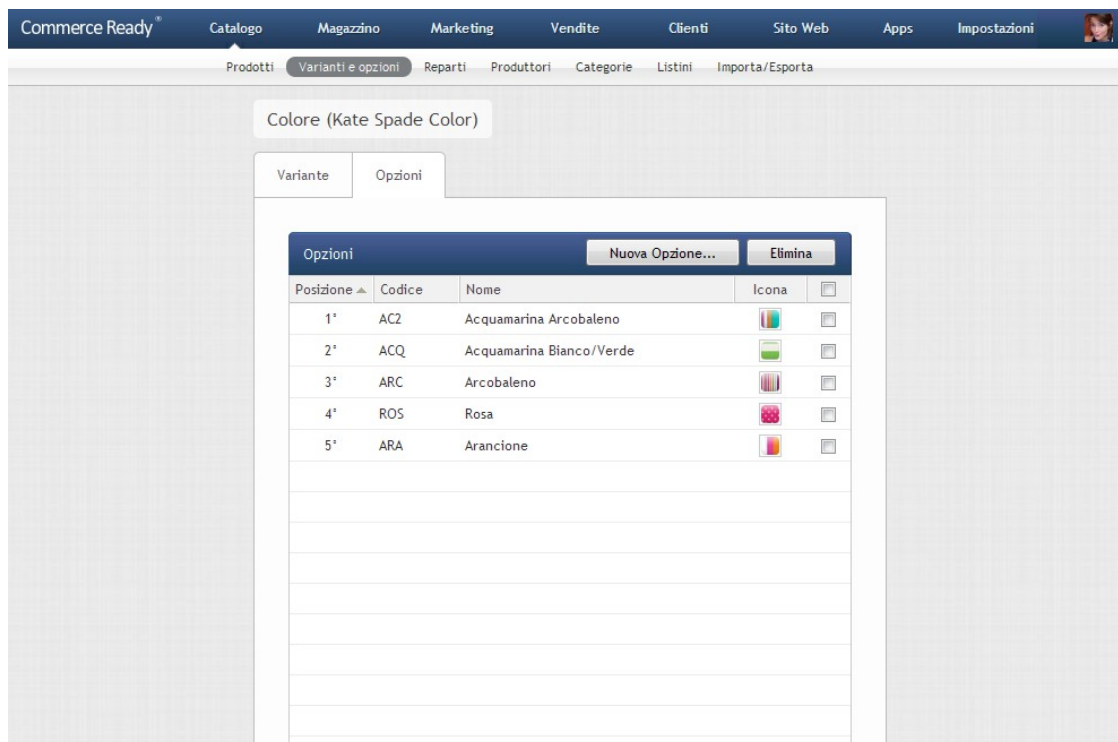 Commerce Ready® Catalogo Magazzino Marketing Vendite Clienti Sito Web Apps Impostazioni
Prodotti Varianti e opzioni Reparti Produttori Categorie Listini Importa/Esporta
Colore (Kate Spade Color)
Variante Opzioni
Opzioni Nuova Opzione... Elimina
Posizione Codice Nome Icona
1° AC2 Acquamarina Arcobaleno
2° ACQ Acquamarina Bianco/Verde
3° ARC Arcobaleno
4° ROS Rosa
5° ARA Arancione